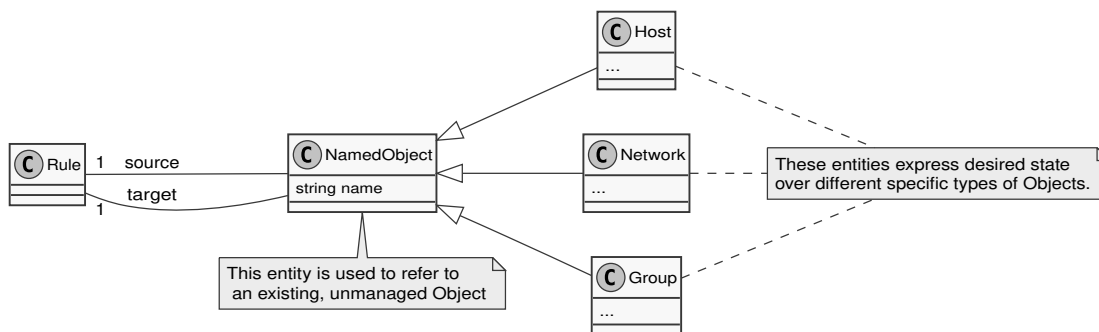 C Host
...
C Rule
1 source
target
1
C NamedObject
string name
C Network
...
These entities express desired state
over different specific types of Objects.
This entity is used to refer to
an existing, unmanaged Object
C Group
...